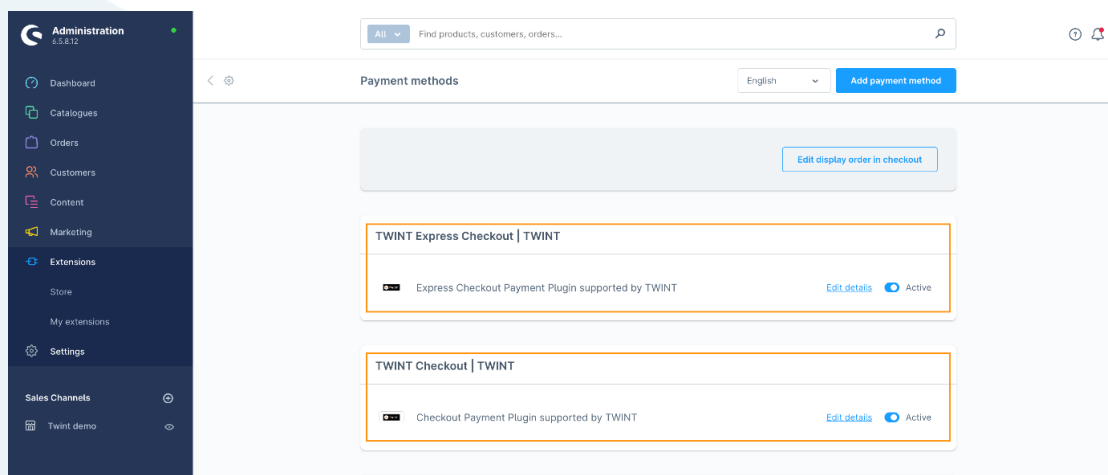 Administration
6.5.8.12
All
Find products, customers, orders...
Dashboard
Catalogues
Orders
Customers
Content
Marketing
Extensions
Store
My extensions
Settings
Sales Channels
Twint demo
Payment methods
English
Add payment method
Edit display order in checkout
TWINT Express Checkout | TWINT
Express Checkout Payment Plugin supported by TWINT
Edit details
Active
TWINT Checkout | TWINT
Checkout Payment Plugin supported by TWINT
Edit details
Active